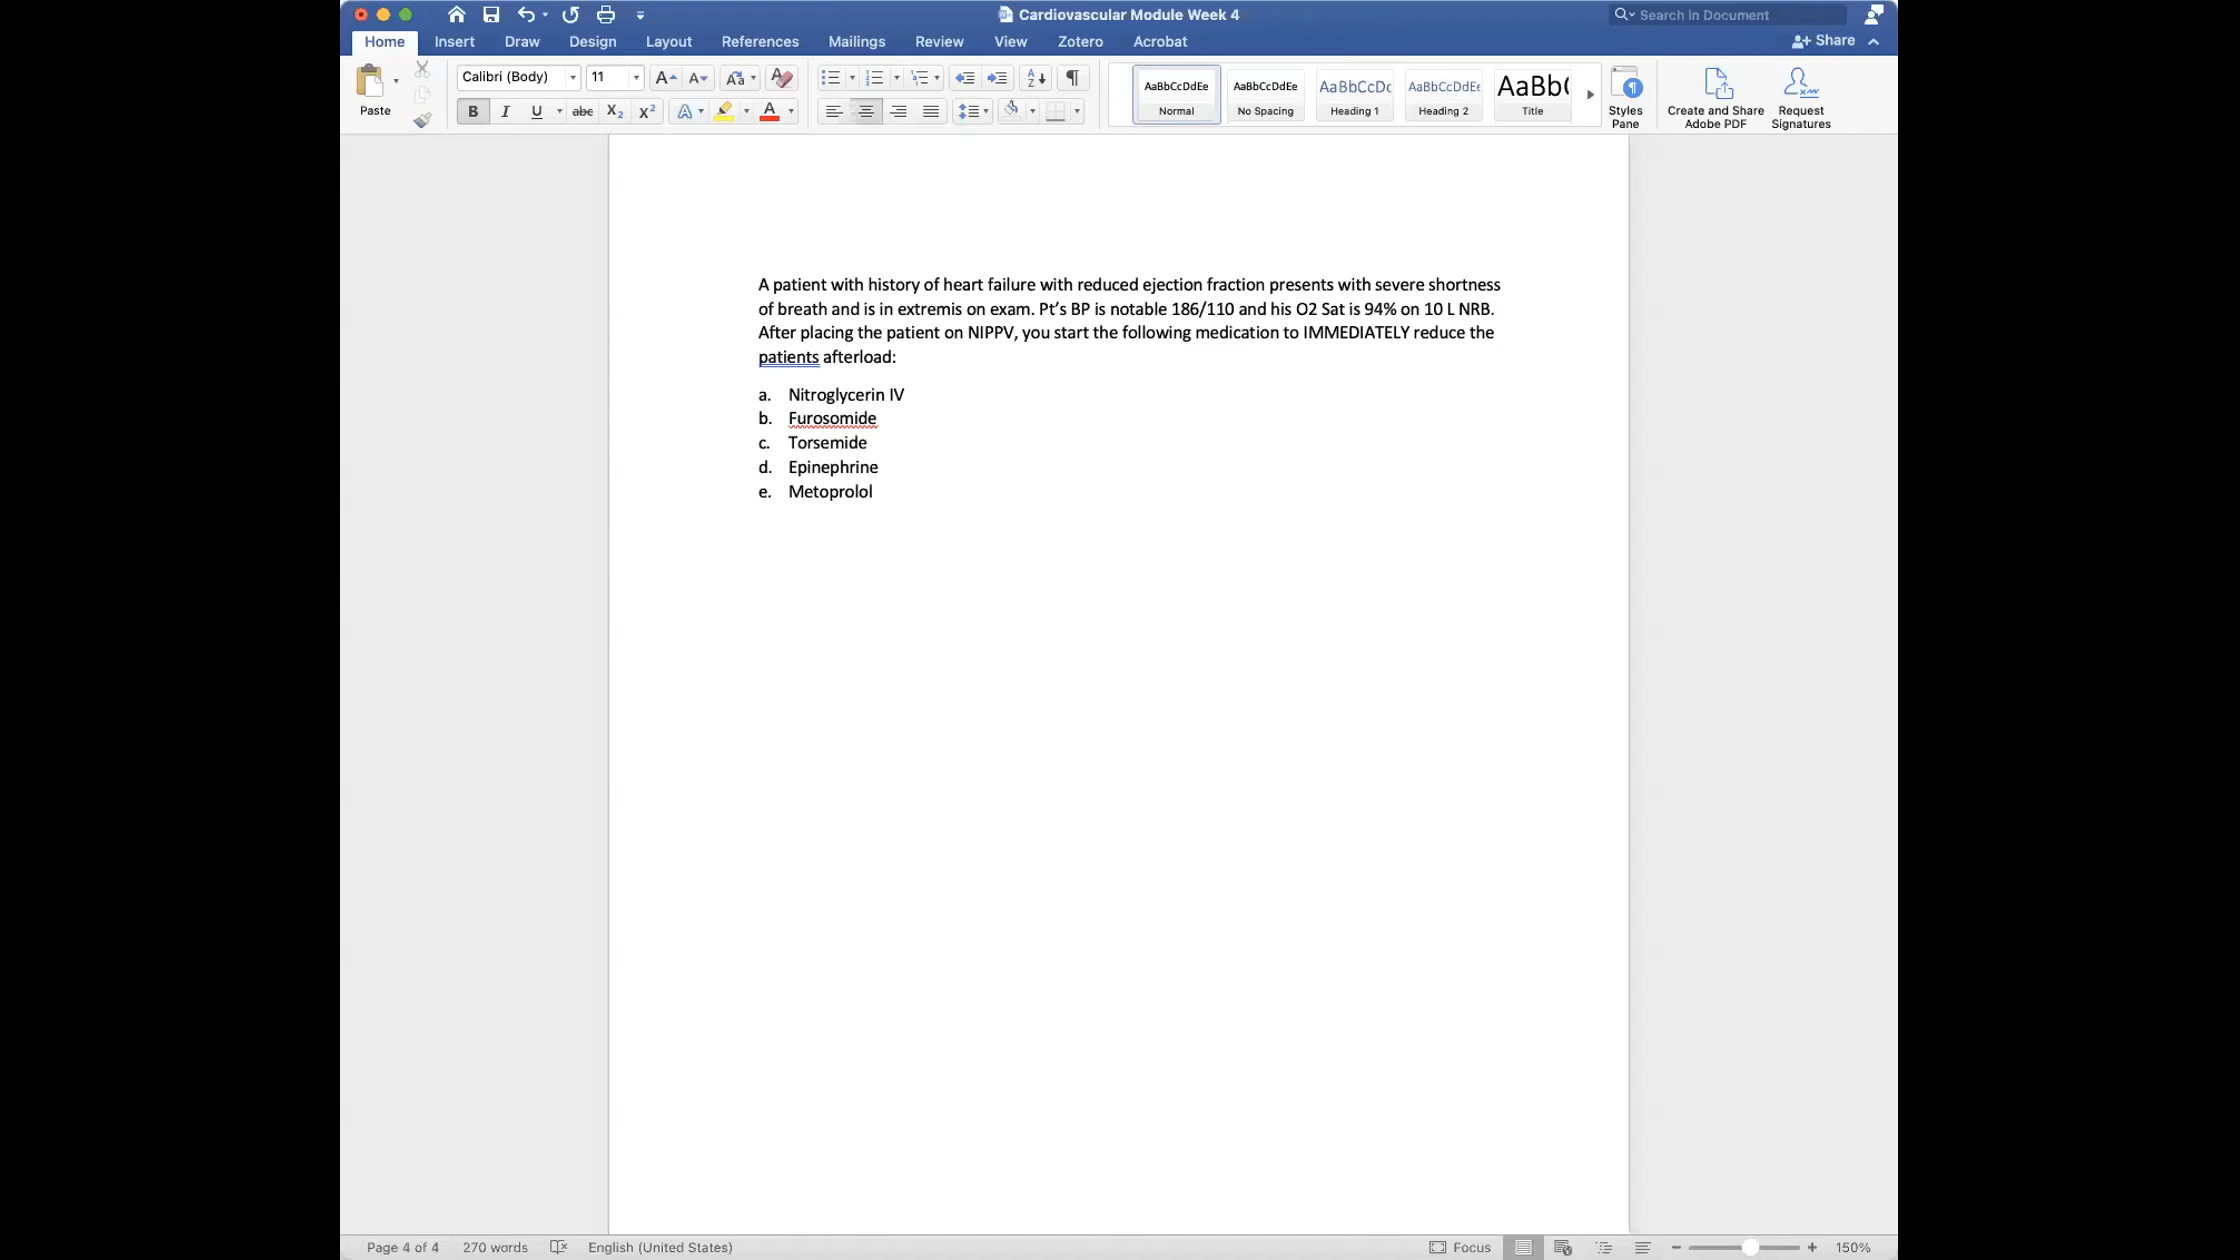 Cardiovascular Module Week 4
Search in Document
Home Insert Draw Design Layout References Mailings Review View Zotero Acrobat
Share
Paste
Calibri (Body) 11
AaBbCcDdEe AaBbCcDdEe AaBbCcDc AaBbCcDdEe AaBb(
Normal No Spacing Heading 1 Heading 2 Title
Styles
Pane
Create and Share
Adobe PDF
Request
Signatures
A patient with history of heart failure with reduced ejection fraction presents with severe shortness
of breath and is in extremis on exam. Pt’s BP is notable 186/110 and his O2 Sat is 94% on 10 L NRB.
After placing the patient on NIPPV, you start the following medication to IMMEDIATELY reduce the
patients afterload:
a. Nitroglycerin IV
b. Furosomide
c. Torsemide
d. Epinephrine
e. Metoprolol
Page 4 of 4 270 words English (United States) Focus 150%